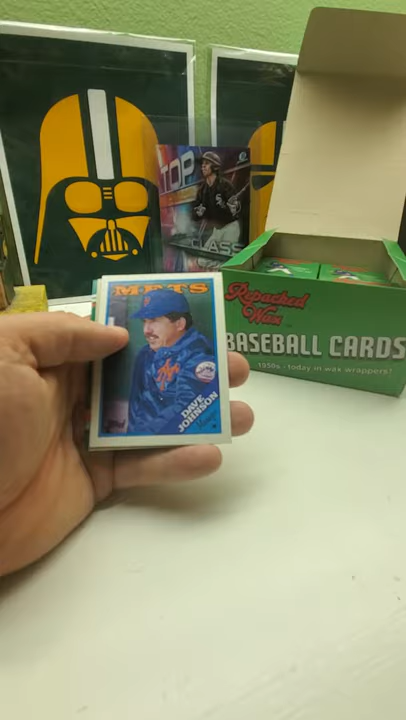 TOP
CLASS
METS
DAVE
JOHNSON
Repacked
Wax
BASEBALL CARDS
1950s - today in wax wrappers!